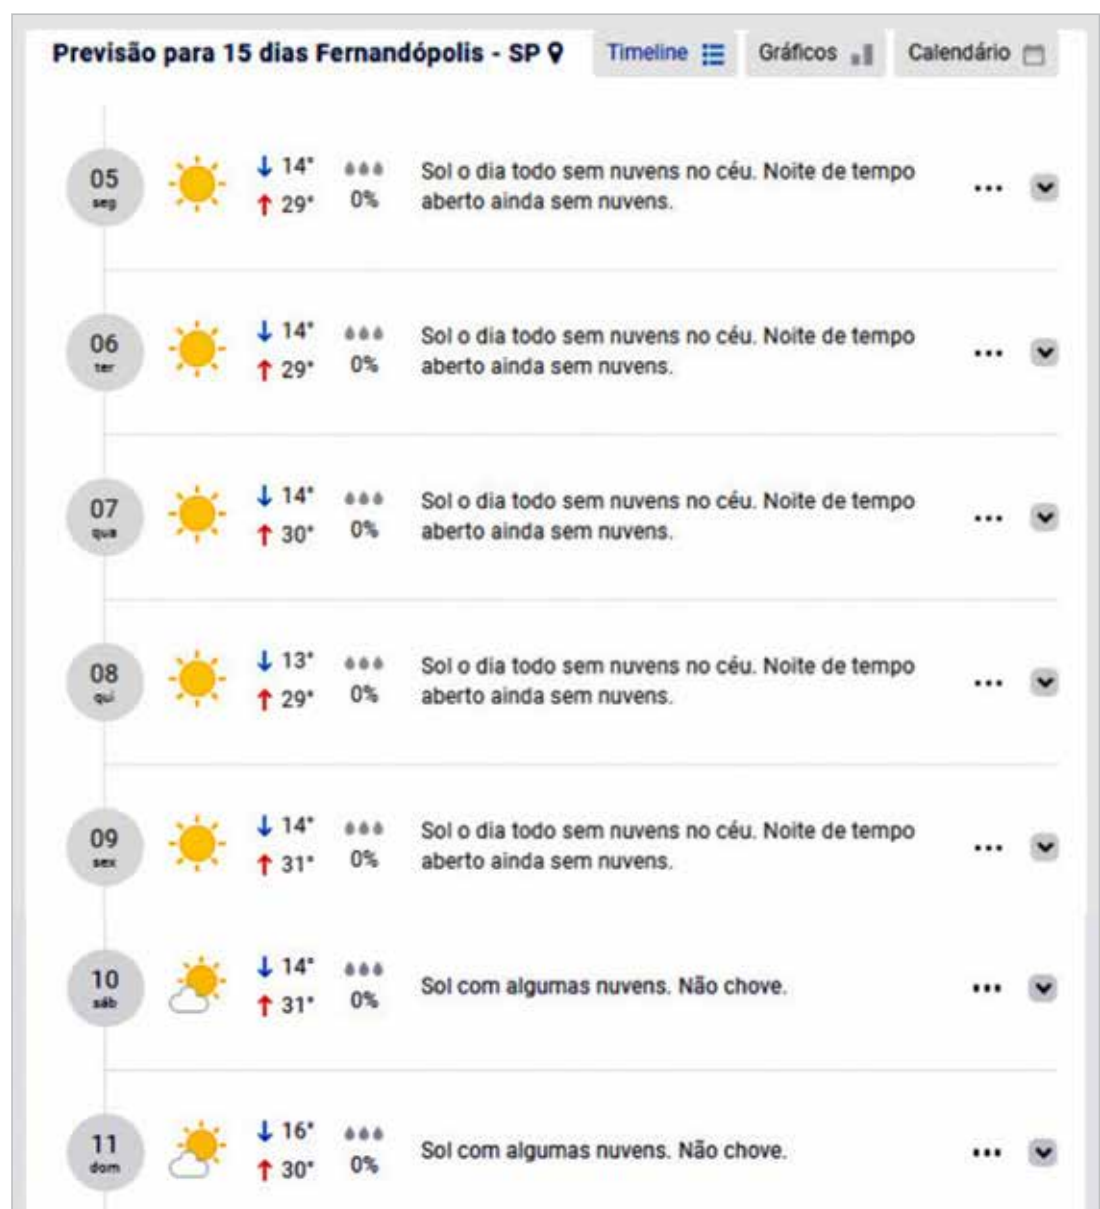 Previsão para 15 dias Fernandópolis - SP
Timeline
Gráficos
Calendário
05
seg
14°
29°
0%
Sol o dia todo sem nuvens no céu. Noite de tempo
aberto ainda sem nuvens.
06
ter
14°
29°
0%
Sol o dia todo sem nuvens no céu. Noite de tempo
aberto ainda sem nuvens.
07
qua
14°
30°
0%
Sol o dia todo sem nuvens no céu. Noite de tempo
aberto ainda sem nuvens.
08
qui
13°
29°
0%
Sol o dia todo sem nuvens no céu. Noite de tempo
aberto ainda sem nuvens.
09
sex
14°
31°
0%
Sol o dia todo sem nuvens no céu. Noite de tempo
aberto ainda sem nuvens.
10
sáb
14°
31°
0%
Sol com algumas nuvens. Não chove.
11
dom
16°
30°
0%
Sol com algumas nuvens. Não chove.